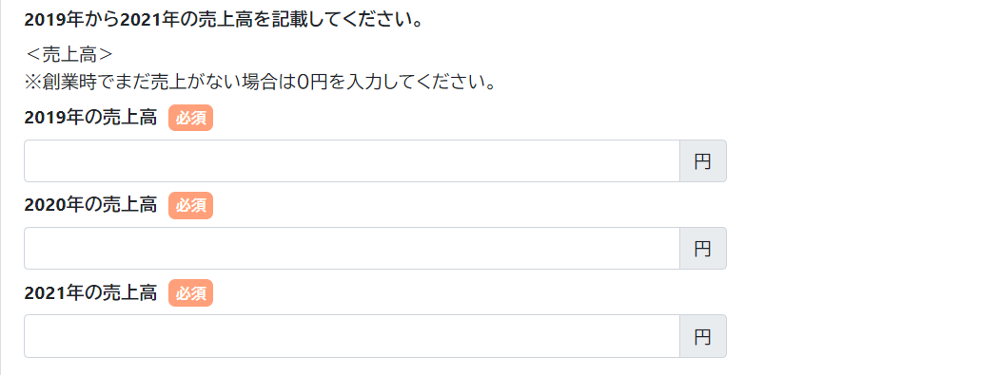 2019年から2021年の売上高を記載してください。
＜売上高＞
※創業時でまだ売上がない場合は0円を入力してください。
2019年の売上高 必須
円
2020年の売上高 必須
円
2021年の売上高 必須
円